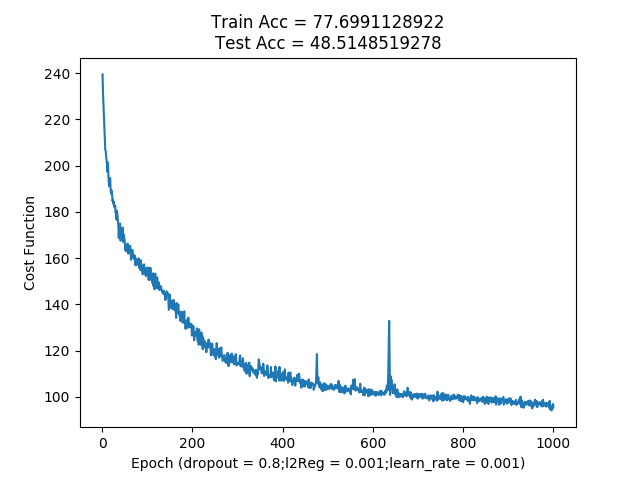 Train Acc = 77.6991128922
Test Acc = 48.5148519278
240
220
200
180
160
140
120
100
Cost Function
0 200 400 600 800 1000
Epoch (dropout = 0.8;l2Reg = 0.001;learn_rate = 0.001)